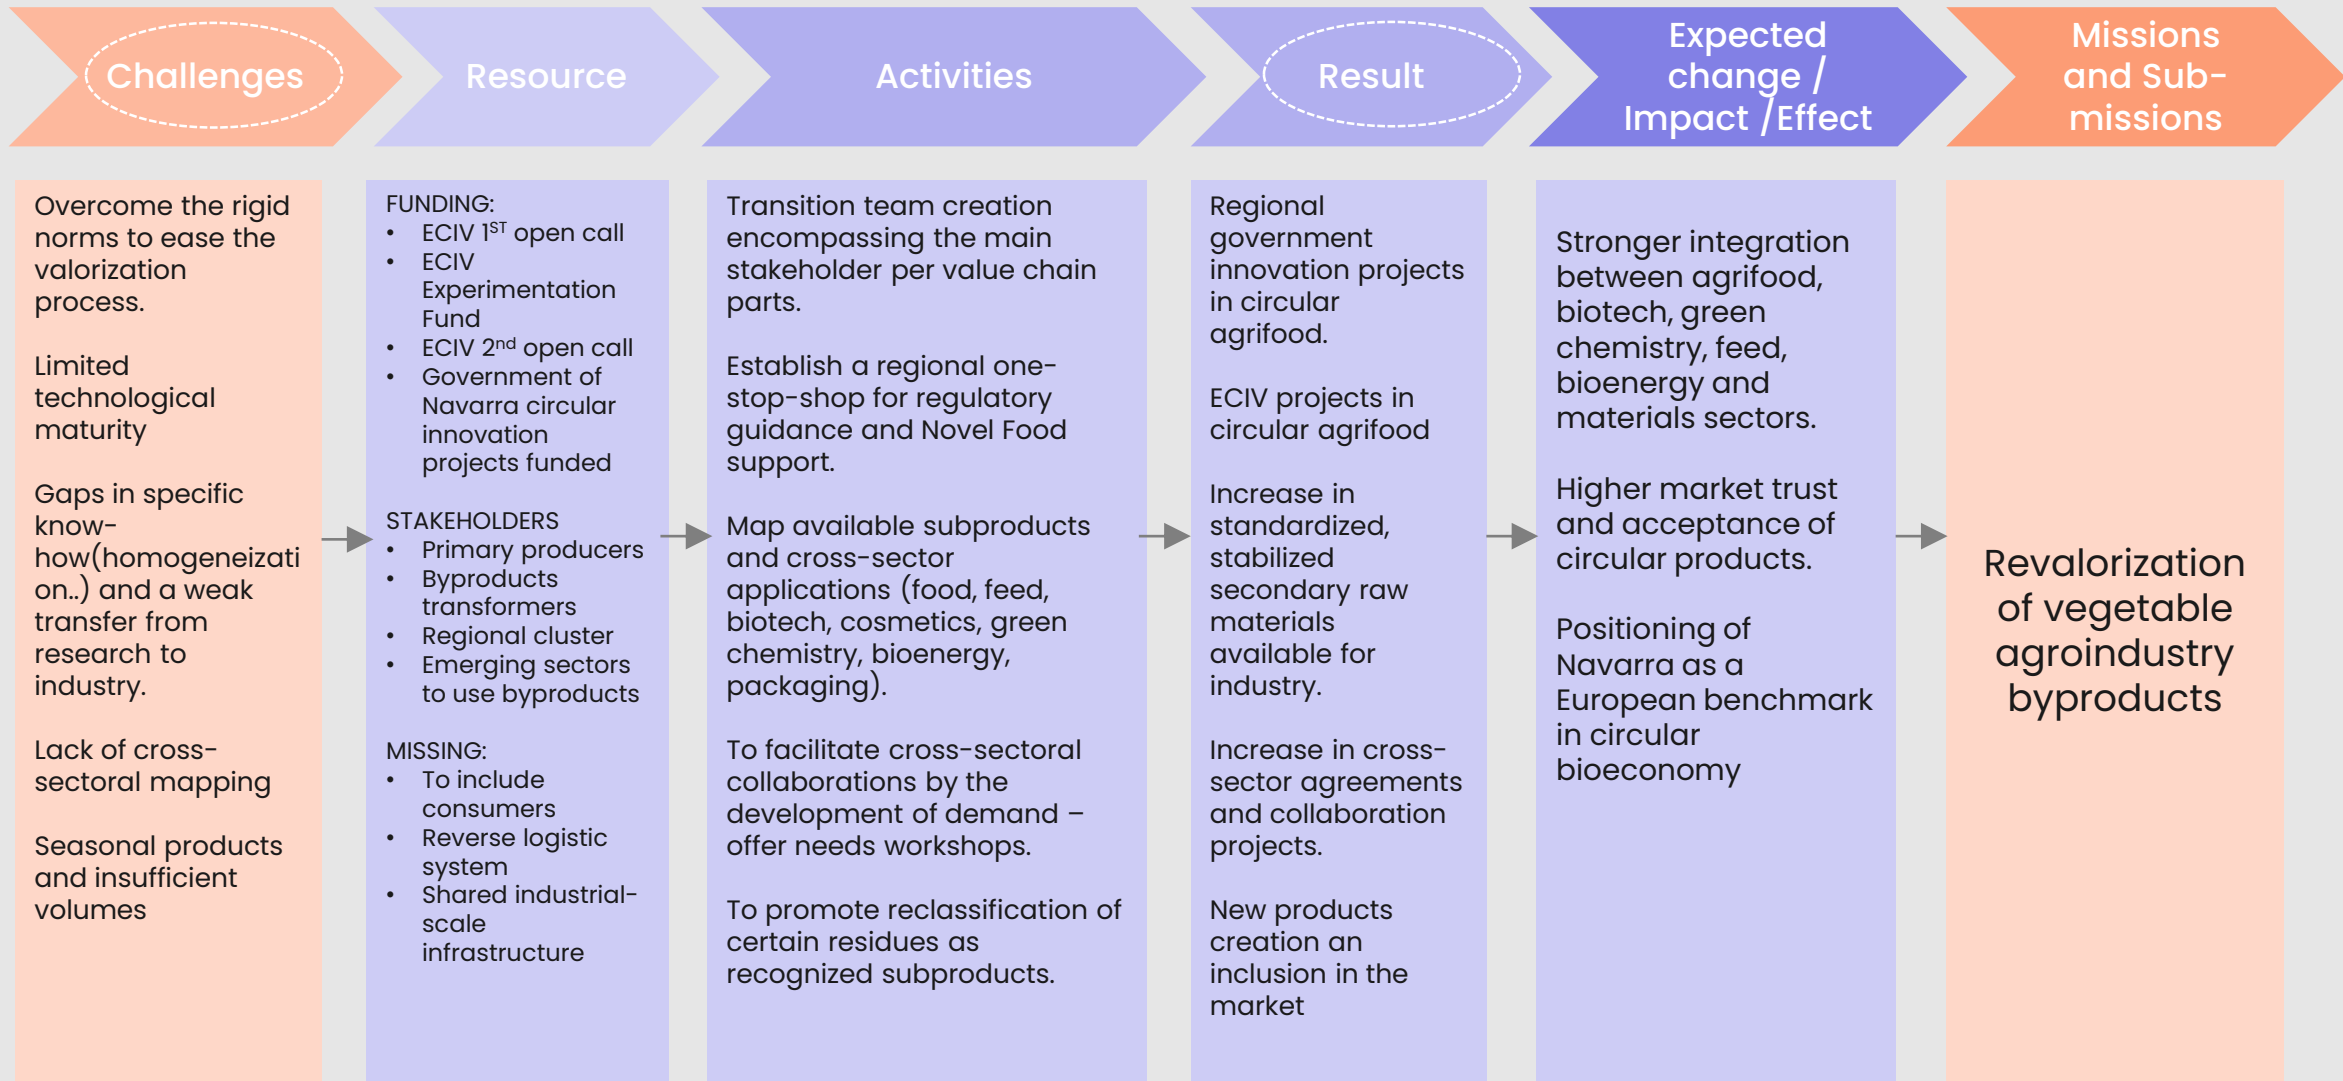 Challenges
Resource
Activities
Result
Expected
change /
Impact /Effect
Missions
and Sub-
missions
Overcome the rigid
norms to ease the
valorization
process.
Limited
technological
maturity
Gaps in specific
know-
how(homogeneizati
on..) and a weak
transfer from
research to
industry.
Lack of cross-
sectoral mapping
Seasonal products
and insufficient
volumes
FUNDING:
• ECIV 1ST open call
• ECIV
Experimentation
Fund
• ECIV 2nd open call
• Government of
Navarra circular
innovation
projects funded
STAKEHOLDERS
• Primary producers
• Byproducts
transformers
• Regional cluster
• Emerging sectors
to use byproducts
MISSING:
• To include
consumers
• Reverse logistic
system
• Shared industrial-
scale
infrastructure
Transition team creation
encompassing the main
stakeholder per value chain
parts.
Establish a regional one-
stop-shop for regulatory
guidance and Novel Food
support.
Map available subproducts
and cross-sector
applications (food, feed,
biotech, cosmetics, green
chemistry, bioenergy,
packaging).
To facilitate cross-sectoral
collaborations by the
development of demand –
offer needs workshops.
To promote reclassification of
certain residues as
recognized subproducts.
Regional
government
innovation projects
in circular
agrifood.
ECIV projects in
circular agrifood
Increase in
standardized,
stabilized
secondary raw
materials
available for
industry.
Increase in cross-
sector agreements
and collaboration
projects.
New products
creation an
inclusion in the
market
Stronger integration
between agrifood,
biotech, green
chemistry, feed,
bioenergy and
materials sectors.
Higher market trust
and acceptance of
circular products.
Positioning of
Navarra as a
European benchmark
in circular
bioeconomy
Revalorization
of vegetable
agroindustry
byproducts